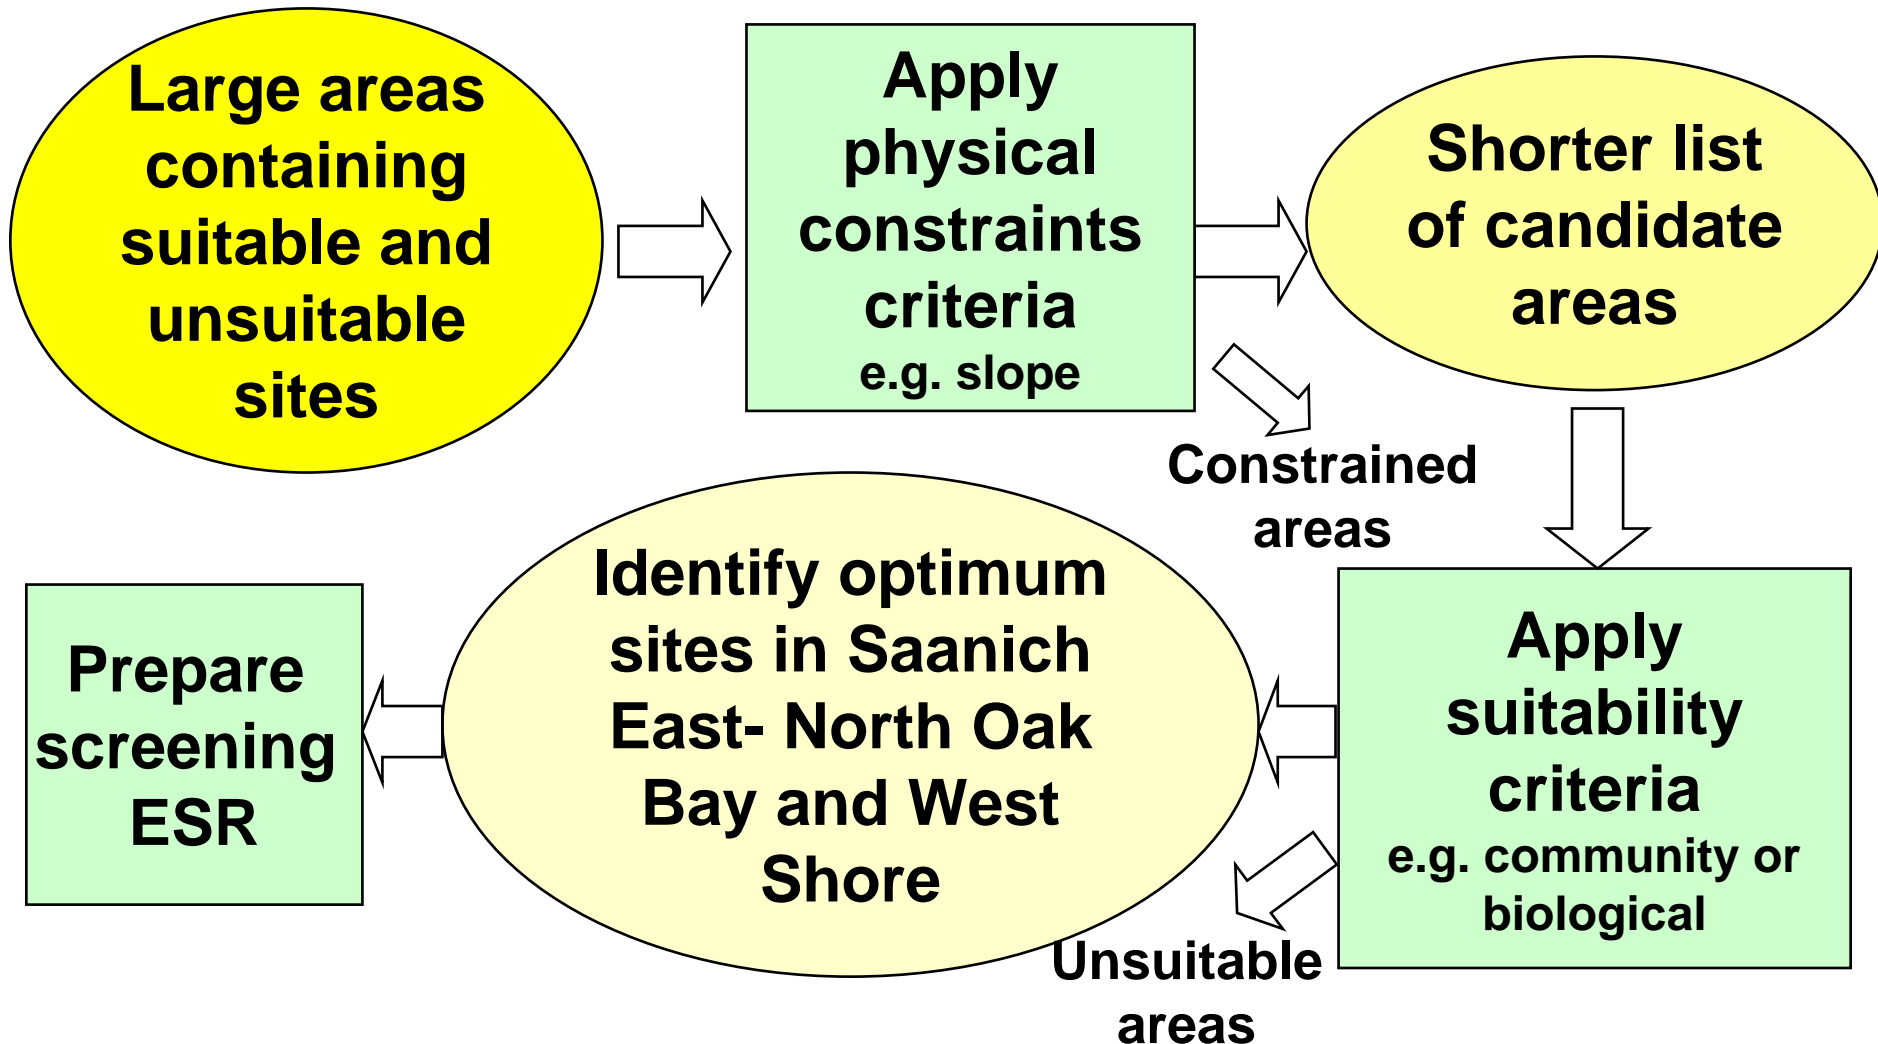 Large areas
containing
suitable and
unsuitable
sites
Apply
physical
constraints
criteria
e.g. slope
Shorter list
of candidate
areas
Constrained
areas
Apply
suitability
criteria
e.g. community or
biological
Unsuitable
areas
Identify optimum
sites in Saanich
East- North Oak
Bay and West
Shore
Prepare
screening
ESR